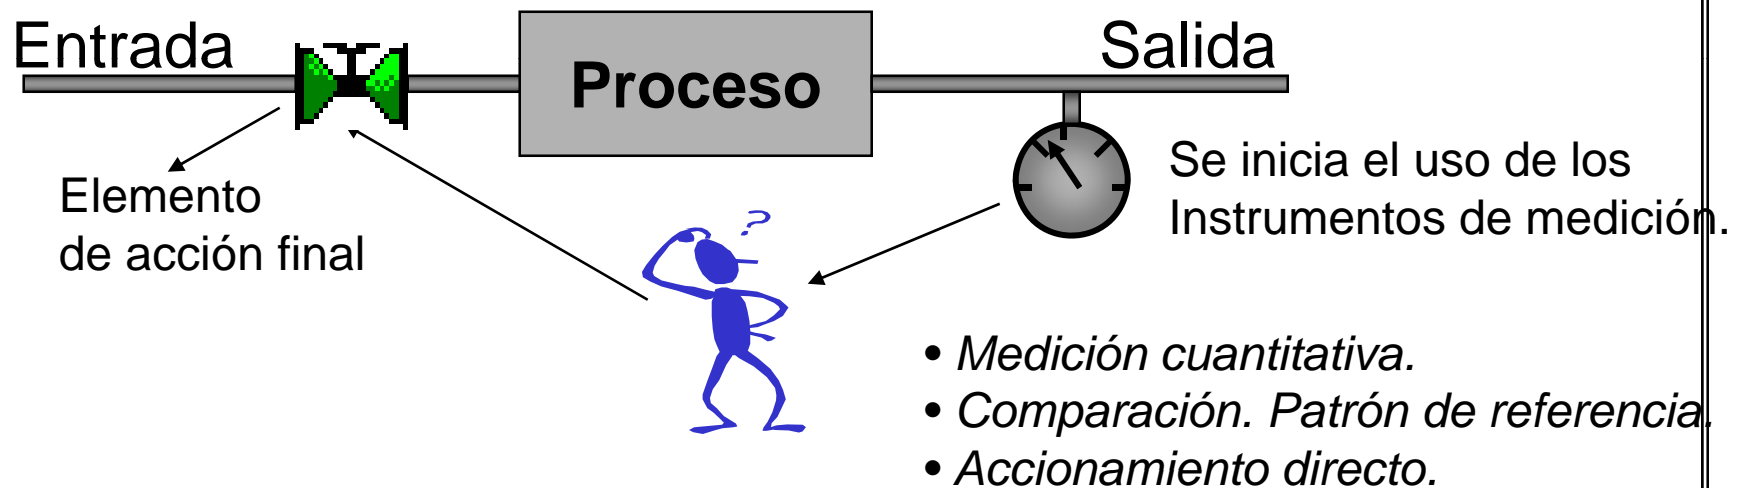 Entrada
Salida
Proceso
Elemento
de acción final
Se inicia el uso de los
Instrumentos de medición.
?
• Medición cuantitativa.
• Comparación. Patrón de referencia.
• Accionamiento directo.